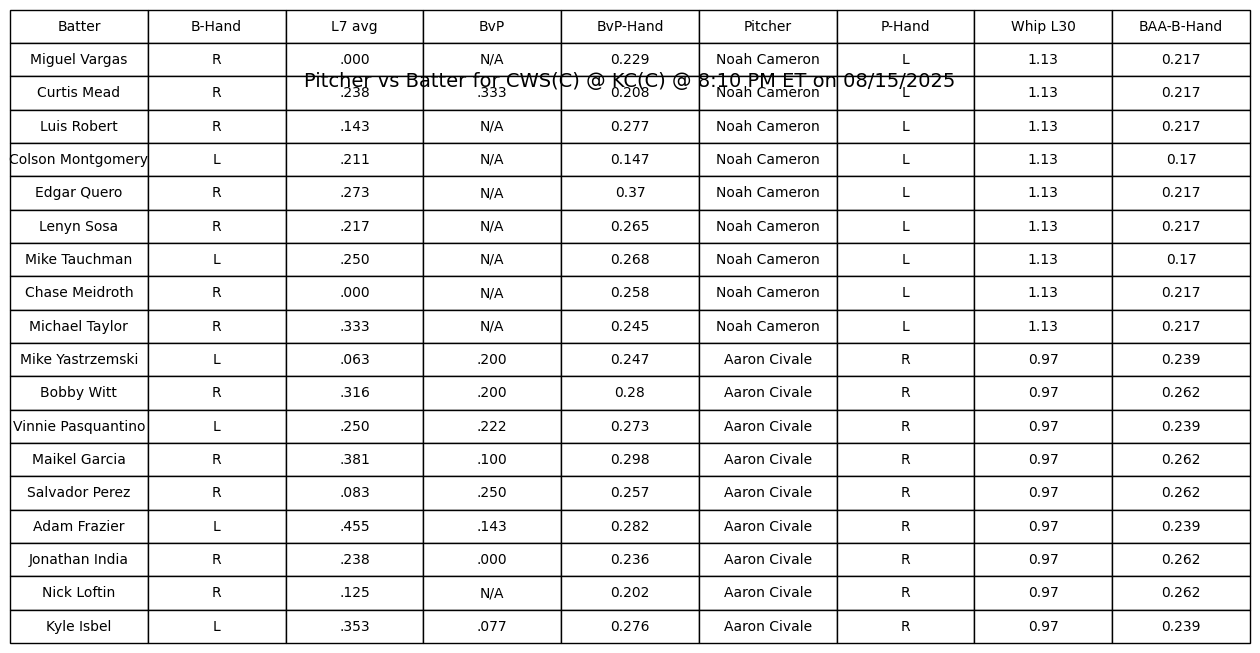 Batter B-Hand L7 avg BvP BvP-Hand Pitcher P-Hand Whip L30 BAA-B-Hand
Miguel Vargas R .000 N/A 0.229 Noah Cameron L 1.13 0.217
Pitcher vs Batter for CWS(C) @ KC(C) @ 8:10 PM ET on 08/15/2025
Curtis Mead R .238 .333 0.208 Noah Cameron L 1.13 0.217
Luis Robert R .143 N/A 0.277 Noah Cameron L 1.13 0.217
Colson Montgomery L .211 N/A 0.147 Noah Cameron L 1.13 0.17
Edgar Quero R .273 N/A 0.37 Noah Cameron L 1.13 0.217
Lenyn Sosa R .217 N/A 0.265 Noah Cameron L 1.13 0.217
Mike Tauchman L .250 N/A 0.268 Noah Cameron L 1.13 0.17
Chase Meidroth R .000 N/A 0.258 Noah Cameron L 1.13 0.217
Michael Taylor R .333 N/A 0.245 Noah Cameron L 1.13 0.217
Mike Yastrzemski L .063 .200 0.247 Aaron Civale R 0.97 0.239
Bobby Witt R .316 .200 0.28 Aaron Civale R 0.97 0.262
Vinnie Pasquantino L .250 .222 0.273 Aaron Civale R 0.97 0.239
Maikel Garcia R .381 .100 0.298 Aaron Civale R 0.97 0.262
Salvador Perez R .083 .250 0.257 Aaron Civale R 0.97 0.262
Adam Frazier L .455 .143 0.282 Aaron Civale R 0.97 0.239
Jonathan India R .238 .000 0.236 Aaron Civale R 0.97 0.262
Nick Loftin R .125 N/A 0.202 Aaron Civale R 0.97 0.262
Kyle Isbel L .353 .077 0.276 Aaron Civale R 0.97 0.239